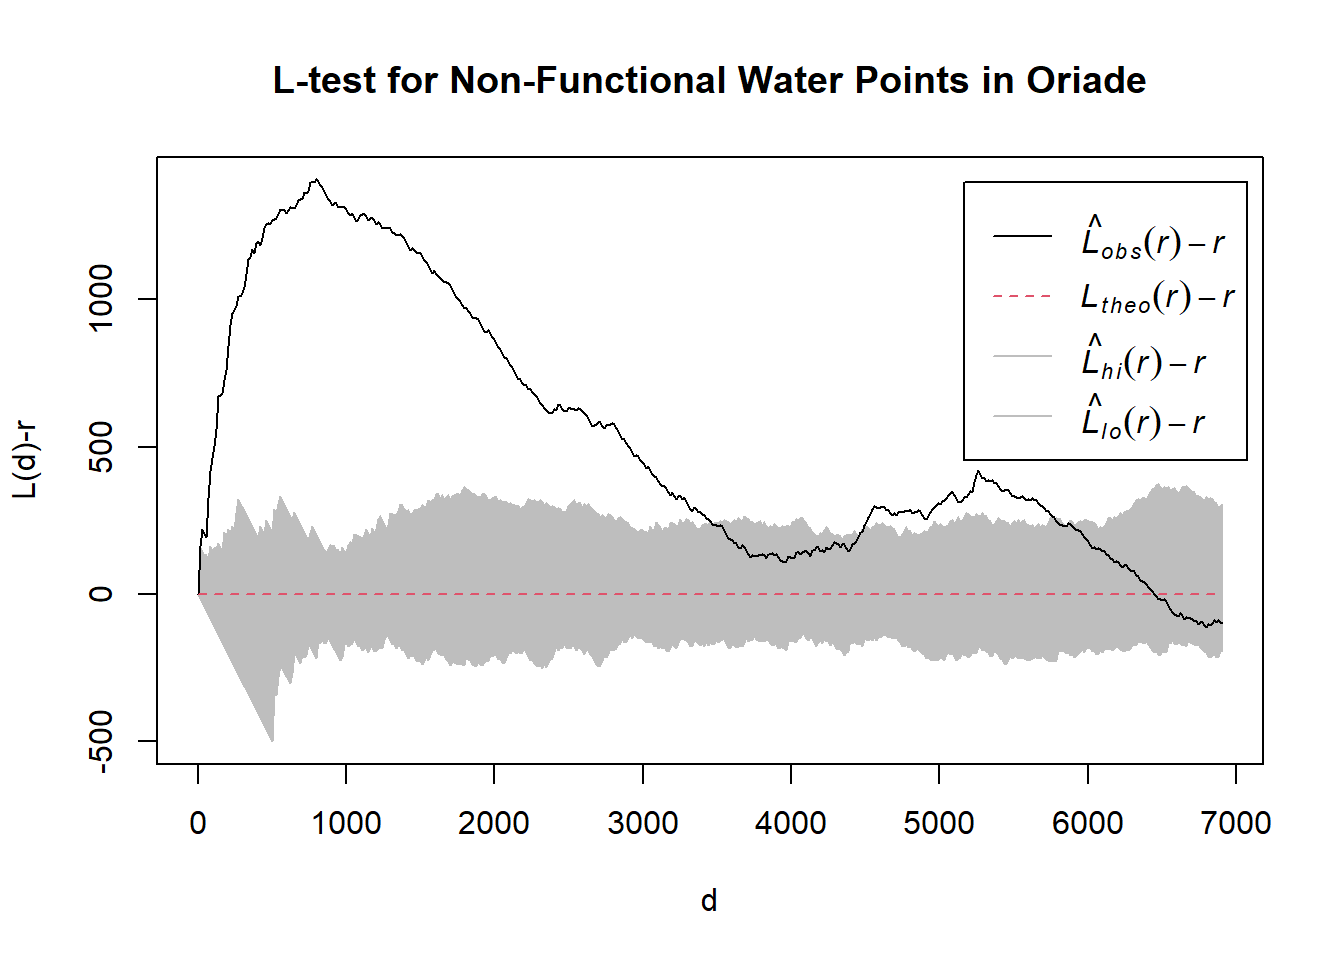 L-test for Non-Functional Water Points in Oriade
L̂obs(r) − r
Ltheo(r) − r
L̂hi(r) − r
L̂lo(r) − r
L(d)-r
1000
500
0
-500
0 1000 2000 3000 4000 5000 6000 7000
d